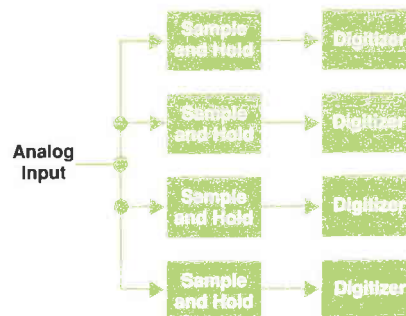 Sample
and Hold
Digitizer
Sample
and Hold
Digitizer
Analog
Input
Sample
and Hold
Digitizer
Sample
and Hold
Digitizer